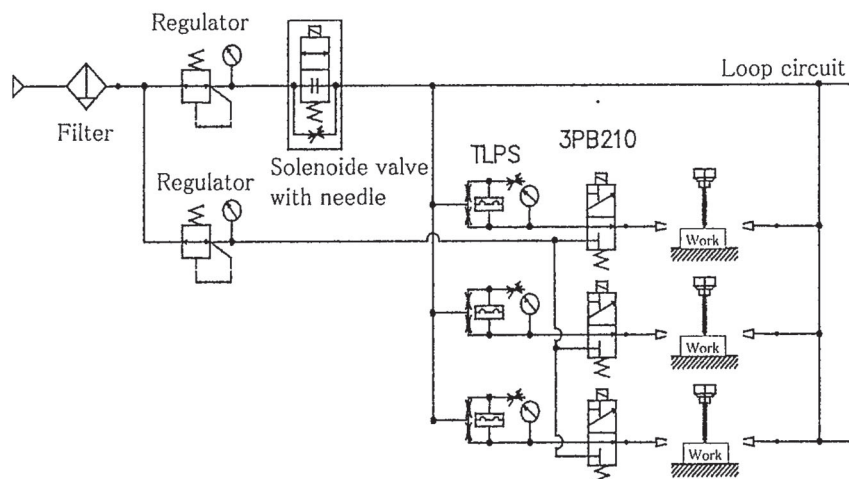 Regulator
Loop circuit
Filter
Solenoide valve
with needle
TLPS
3PB210
Regulator
Work
Work
Work